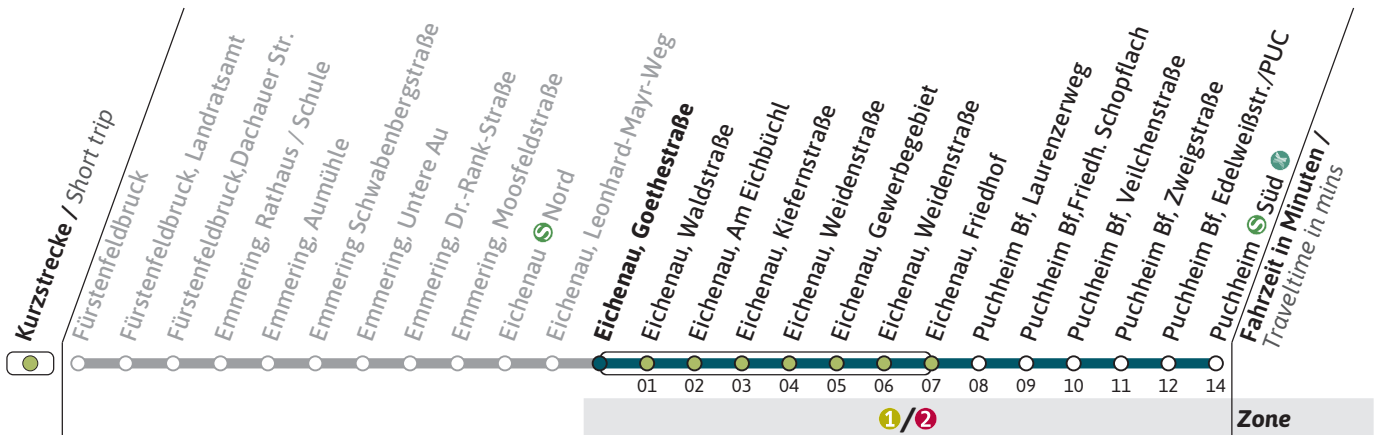 Kurzstrecke / Short trip
Fürstenfeldbruck
Fürstenfeldbruck, Landratsamt
Fürstenfeldbruck,Dachauer Str.
Emmering, Rathaus / Schule
Emmering, Aumühle
Emmering Schwabenbergstraße
Emmering, Untere Au
Emmering, Dr.-Rank-Straße
Emmering, Moosfeldstraße
Eichenau S Nord
Eichenau, Leonhard-Mayr-Weg
Eichenau, Goethestraße
Eichenau, Waldstraße
Eichenau, Am Eichbüchl
Eichenau, Kiefernstraße
Eichenau, Weidenstraße
Eichenau, Gewerbegebiet
Eichenau, Weidenstraße
Eichenau, Friedhof
Puchheim Bf, Laurenzerweg
Puchheim Bf,Friedh. Schopflach
Puchheim Bf, Veilchenstraße
Puchheim Bf, Zweigstraße
Puchheim Bf, Edelweißstr./PUC
Puchheim S Süd
Fahrzeit in Minuten /
Traveltime in mins
01 02 03 04 05 06 07 08 09 10 11 12 14
1/2 Zone